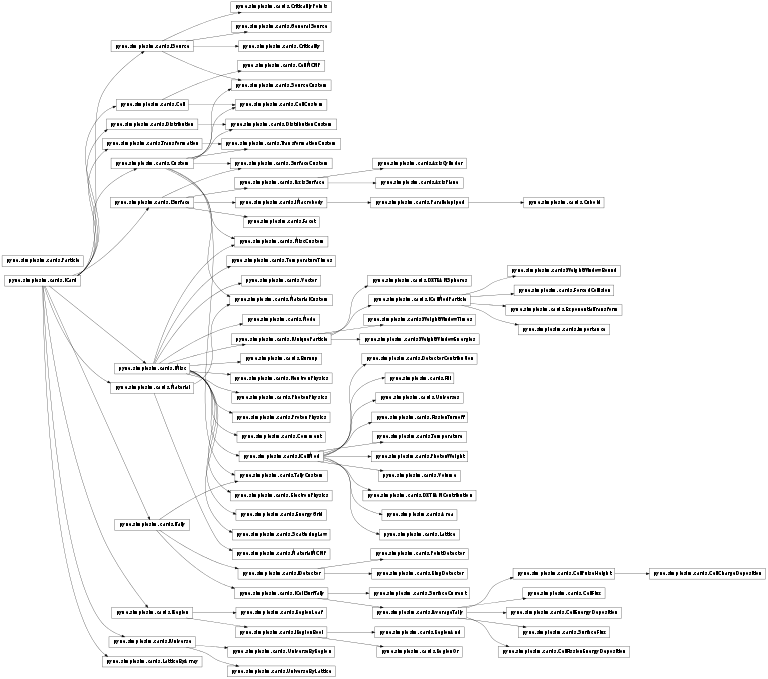 pyne.simplesim.cards.CriticalityPoints
pyne.simplesim.cards.GeneralSource
pyne.simplesim.cards.ISource
pyne.simplesim.cards.Criticality
pyne.simplesim.cards.CellMCNP
pyne.simplesim.cards.SourceCustom
pyne.simplesim.cards.Cell
pyne.simplesim.cards.CellCustom
pyne.simplesim.cards.Distribution
pyne.simplesim.cards.DistributionCustom
pyne.simplesim.cards.Transformation
pyne.simplesim.cards.TransformationCustom
pyne.simplesim.cards.Custom
pyne.simplesim.cards.SurfaceCustom
pyne.simplesim.cards.AxisCylinder
pyne.simplesim.cards.IAxisSurface
pyne.simplesim.cards.AxisPlane
pyne.simplesim.cards.ISurface
pyne.simplesim.cards.IMacrobody
pyne.simplesim.cards.Parallelepiped
pyne.simplesim.cards.Cuboid
pyne.simplesim.cards.Facet
pyne.simplesim.cards.MiscCustom
pyne.simplesim.cards.Particle
pyne.simplesim.cards.TemperatureTimes
pyne.simplesim.cards.WeightWindowBound
pyne.simplesim.cards.ICard
pyne.simplesim.cards.Vector
pyne.simplesim.cards.DXTRANSpheres
pyne.simplesim.cards.ForcedCollision
pyne.simplesim.cards.MaterialCustom
pyne.simplesim.cards.ICellModParticle
pyne.simplesim.cards.ExponentialTransform
pyne.simplesim.cards.Mode
pyne.simplesim.cards.WeightWindowTimes
pyne.simplesim.cards.Importance
pyne.simplesim.cards.IUniqueParticle
pyne.simplesim.cards.WeightWindowEnergies
pyne.simplesim.cards.Burnup
pyne.simplesim.cards.DetectorContribution
pyne.simplesim.cards.IMisc
pyne.simplesim.cards.NeutronPhysics
pyne.simplesim.cards.Fill
pyne.simplesim.cards.Material
pyne.simplesim.cards.PhotonPhysics
pyne.simplesim.cards.Universes
pyne.simplesim.cards.ProtonPhysics
pyne.simplesim.cards.FissionTurnoff
pyne.simplesim.cards.Comment
pyne.simplesim.cards.Temperature
pyne.simplesim.cards.ICellMod
pyne.simplesim.cards.PhotonWeight
pyne.simplesim.cards.TallyCustom
pyne.simplesim.cards.Volume
pyne.simplesim.cards.ElectronPhysics
pyne.simplesim.cards.DXTRANContribution
pyne.simplesim.cards.EnergyGrid
pyne.simplesim.cards.Area
pyne.simplesim.cards.ITally
pyne.simplesim.cards.ScatteringLaw
pyne.simplesim.cards.Lattice
pyne.simplesim.cards.MaterialMCNP
pyne.simplesim.cards.PointDetector
pyne.simplesim.cards.IDetector
pyne.simplesim.cards.RingDetector
pyne.simplesim.cards.CellPulseHeight
pyne.simplesim.cards.CellChargeDeposition
pyne.simplesim.cards.ICellSurfTally
pyne.simplesim.cards.SurfaceCurrent
pyne.simplesim.cards.CellFlux
pyne.simplesim.cards.IRegion
pyne.simplesim.cards.RegionLeaf
pyne.simplesim.cards.IAverageTally
pyne.simplesim.cards.CellEnergyDeposition
pyne.simplesim.cards.IRegionBool
pyne.simplesim.cards.RegionAnd
pyne.simplesim.cards.SurfaceFlux
pyne.simplesim.cards.IUniverse
pyne.simplesim.cards.UniverseByRegion
pyne.simplesim.cards.RegionOr
pyne.simplesim.cards.CellFissionEnergyDeposition
pyne.simplesim.cards.LatticeByArray
pyne.simplesim.cards.UniverseByLattice